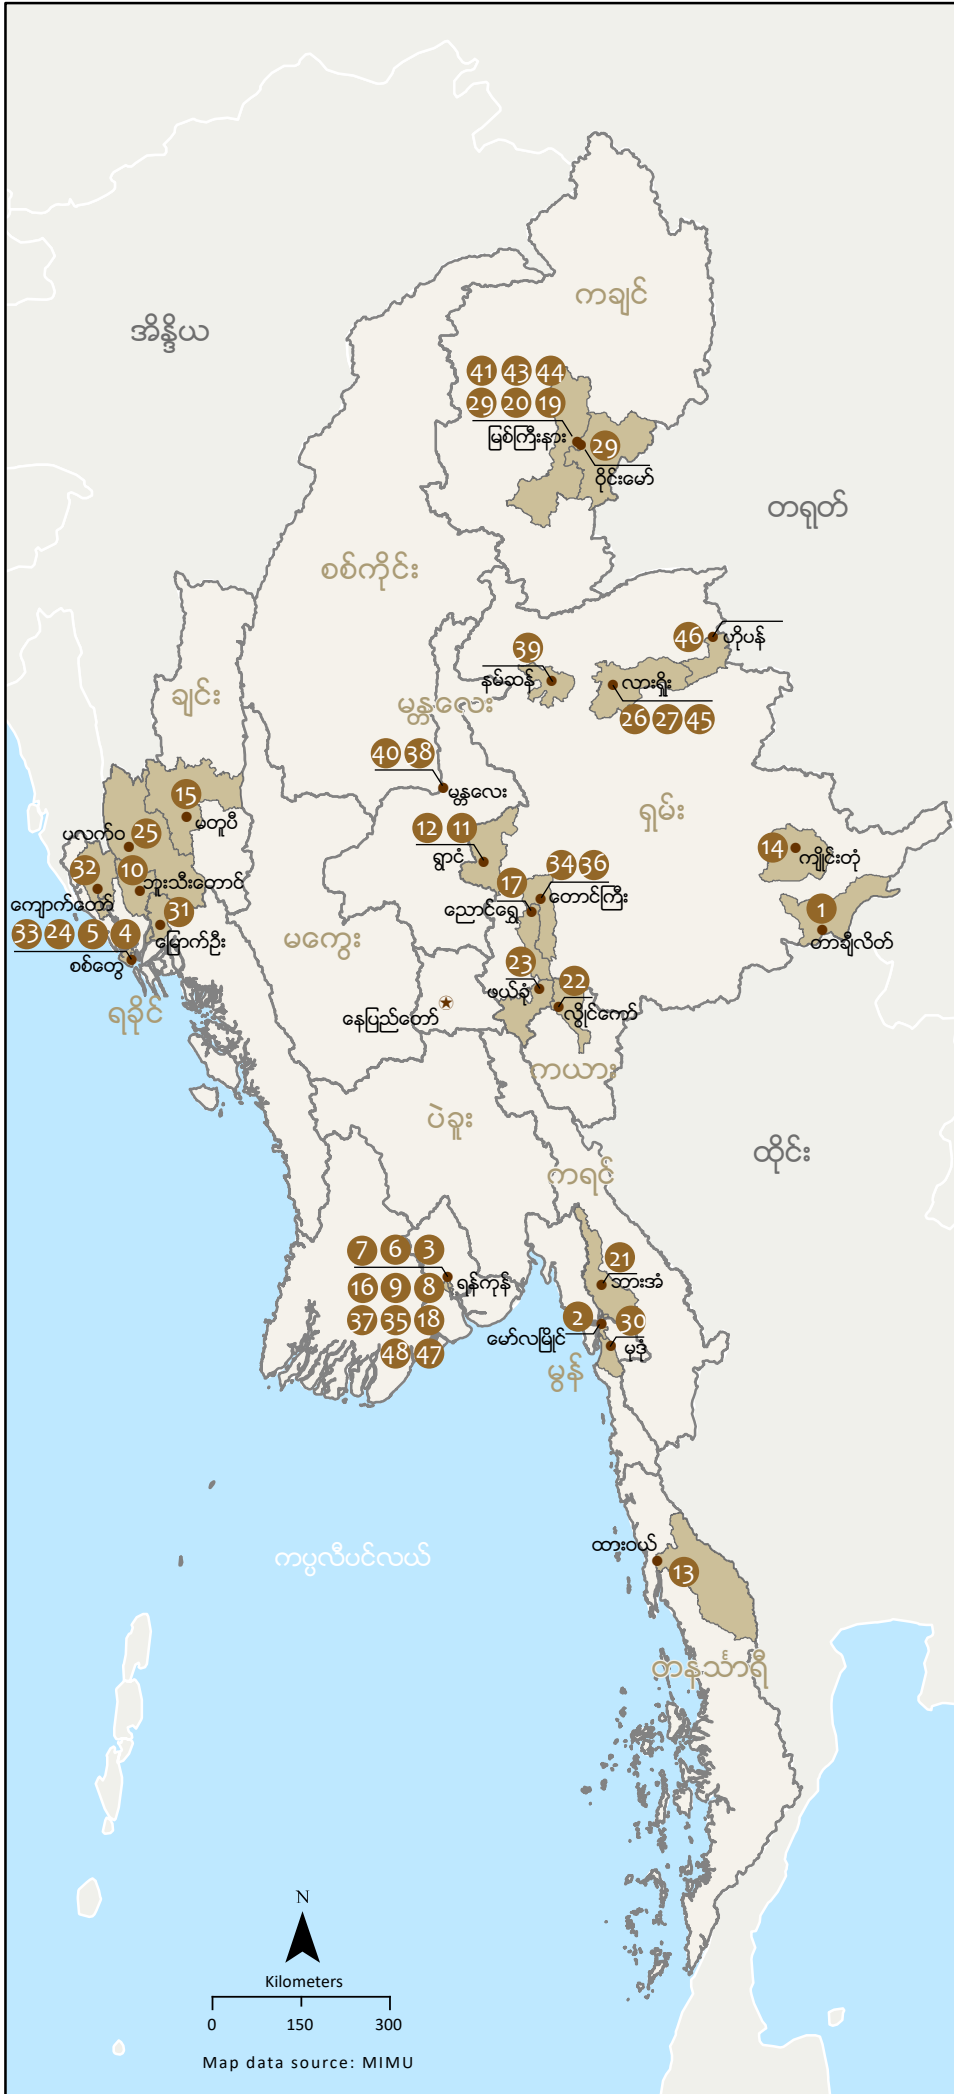 ကချင်
အိန္ဒိယ
41 43 44
29 20 19
မြစ်ကြီးနား
29
ဝိုင်းမော်
တရုတ်
စစ်ကိုင်း
46
ဟိုပန်
39
နမ်ဆန်
လားရှိုး
26 27 45
ချင်း
မန္တလေး
40 38
မန္တလေး
ရှမ်း
15
မတူပီ
ပလက်ဝ
25
12 11
ရွာငံ
14
ကျိုင်းတုံ
32
10
ဘူးသီးတောင်
ကျောက်တော်
34 36
17
တောင်ကြီး
ညောင်ရွှေ
1
တာချီလိတ်
31
မြောက်ဦး
33 24 5 4
စစ်တွေ
မကွေး
23
ဖယ်ခုံ
22
လွိုင်ကော်
ရခိုင်
နေပြည်တော်
ကယား
ပဲခူး
ထိုင်း
ကရင်
7 6 3
ရန်ကုန်
16 9 8
37 35 18
48 47
21
ဘားအံ
2
မော်လမြိုင်
30
မုဒုံ
မွန်
ထားဝယ်
13
ကပ္ပလီပင်လယ်
တနင်္သာရီ
N
Kilometers
0 150 300
Map data source: MIMU